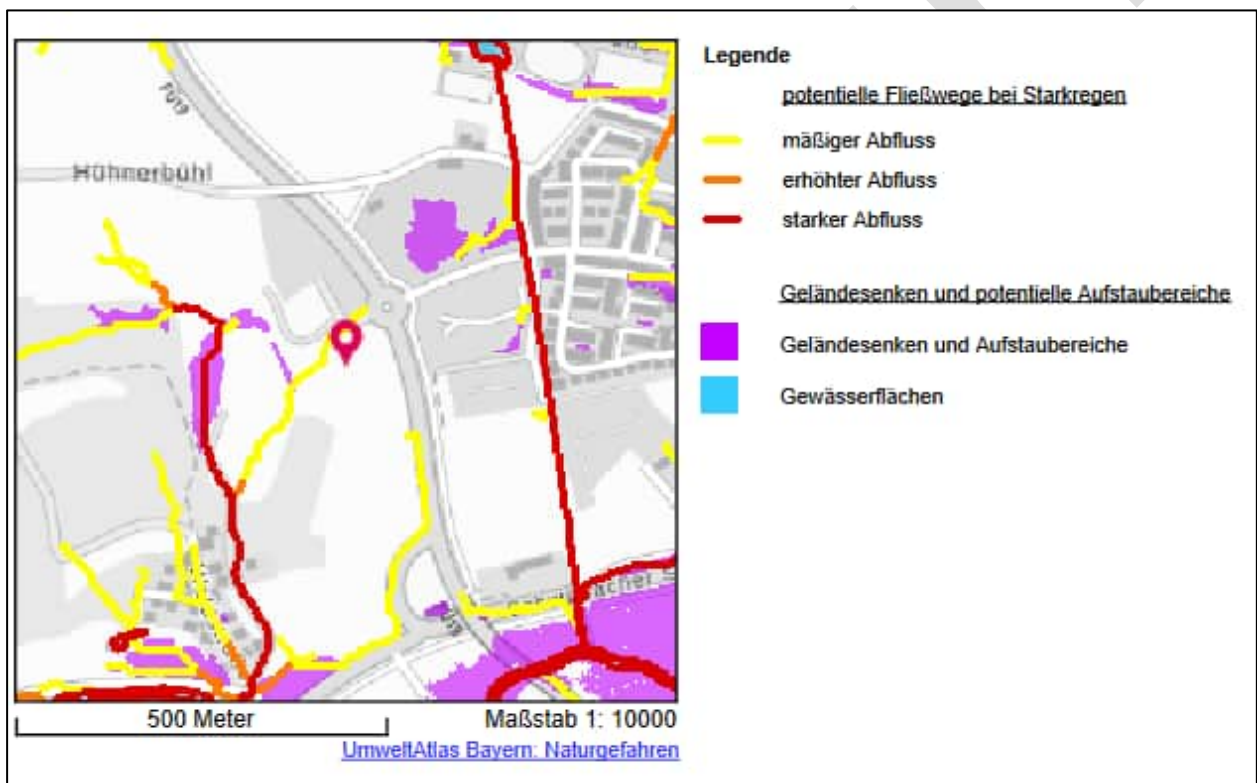 Legende
potentielle Fließwege bei Starkregen
mäßiger Abfluss
erhöhter Abfluss
starker Abfluss
Geländesenken und potentielle Aufstaubereiche
Geländesenken und Aufstaubereiche
Gewässerflächen
FÜ19
Hühnerbühl
500 Meter
Maßstab 1: 10000
UmweltAtlas Bayern: Naturgefahren